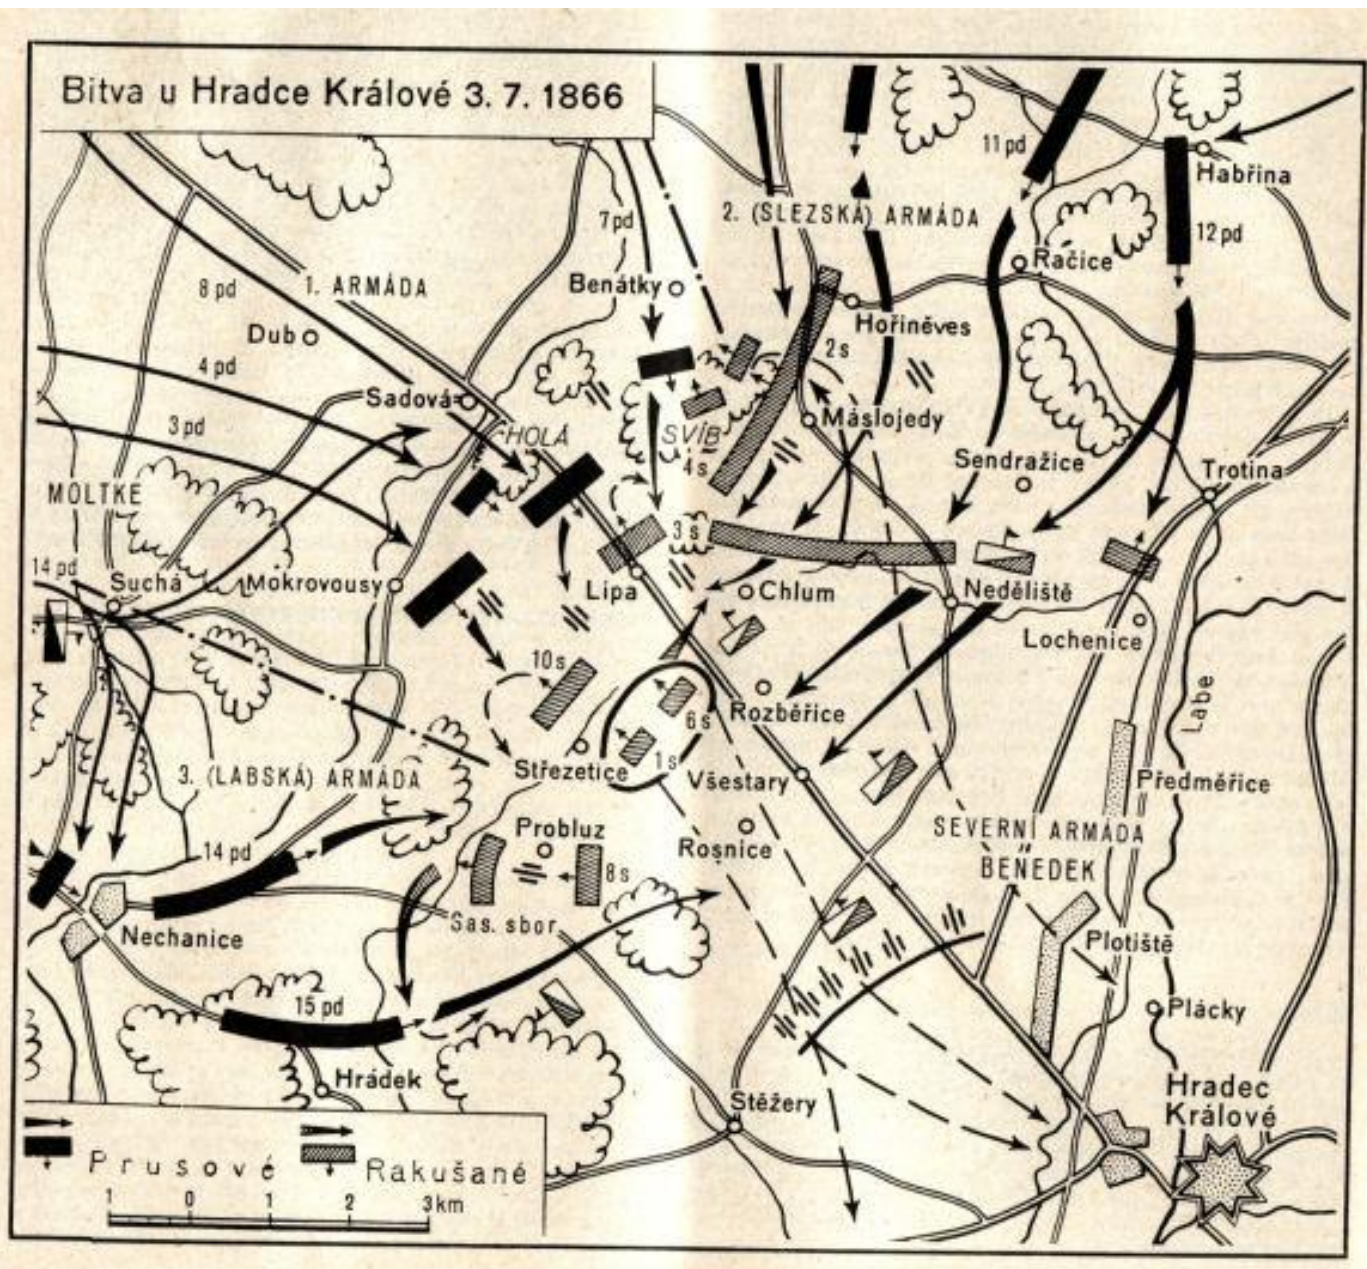 Bitva u Hradce Králové 3. 7. 1866
11 pd
Habřina
7pd
2. (SLEZSKÁ) ARMÁDA
12 pd
Račice
8 pd
1. ARMÁDA
Benátky
Hořiněves
Dub
2s
4 pd
Sadová
HOLÁ
SVÍB
Máslojedy
3 pd
4s
Sendražice
Trotina
MOLTKE
3s
14 pd
Suchá
Mokrovousy
Lípa
Chlum
Neděliště
Lochenice
10s
Labe
6s
Rozběřice
3. (LABSKÁ) ARMÁDA
Střezetice
1s
Všestary
Předměřice
Probluz
Rosnice
SEVERNÍ ARMÁDA
BENEDEK
14 pd
8s
Sas. sbor
Nechanice
Plotiště
15 pd
Plácky
Hrádek
Hradec
Králové
Stěžery
Prusové
Rakušané
1 0 1 2 3km